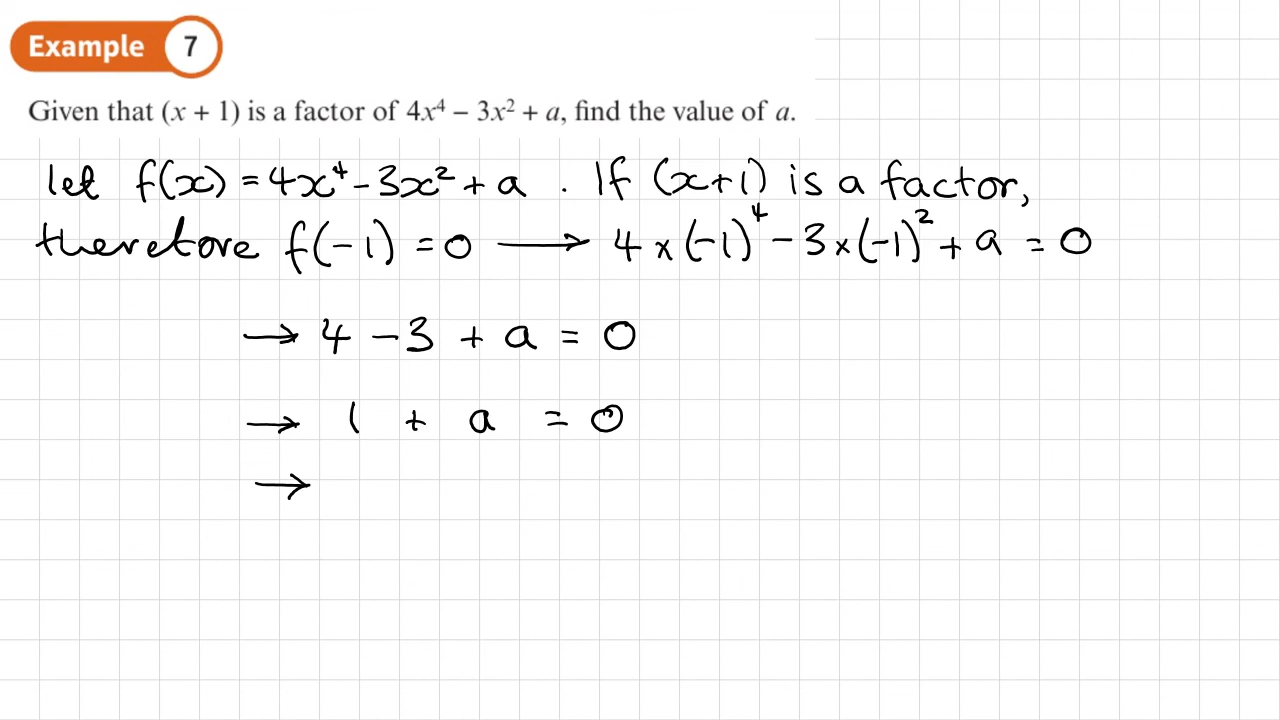 Example 7
Given that (x + 1) is a factor of 4x⁴ − 3x² + a, find the value of a.
let f(x) = 4x⁴ − 3x² + a . If (x+1) is a factor,
therefore f(−1) = 0 ⟶ 4 × (−1)⁴ − 3 × (−1)² + a = 0
→ 4 − 3 + a = 0
→ 1 + a = 0
→